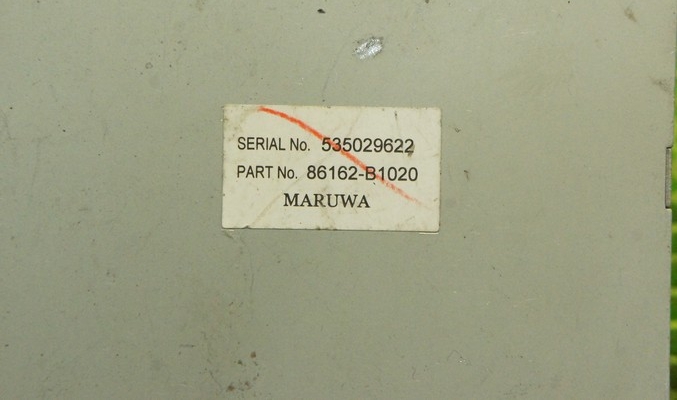 SERIAL No. 535029622
PART No. 86162-B1020
MARUWA